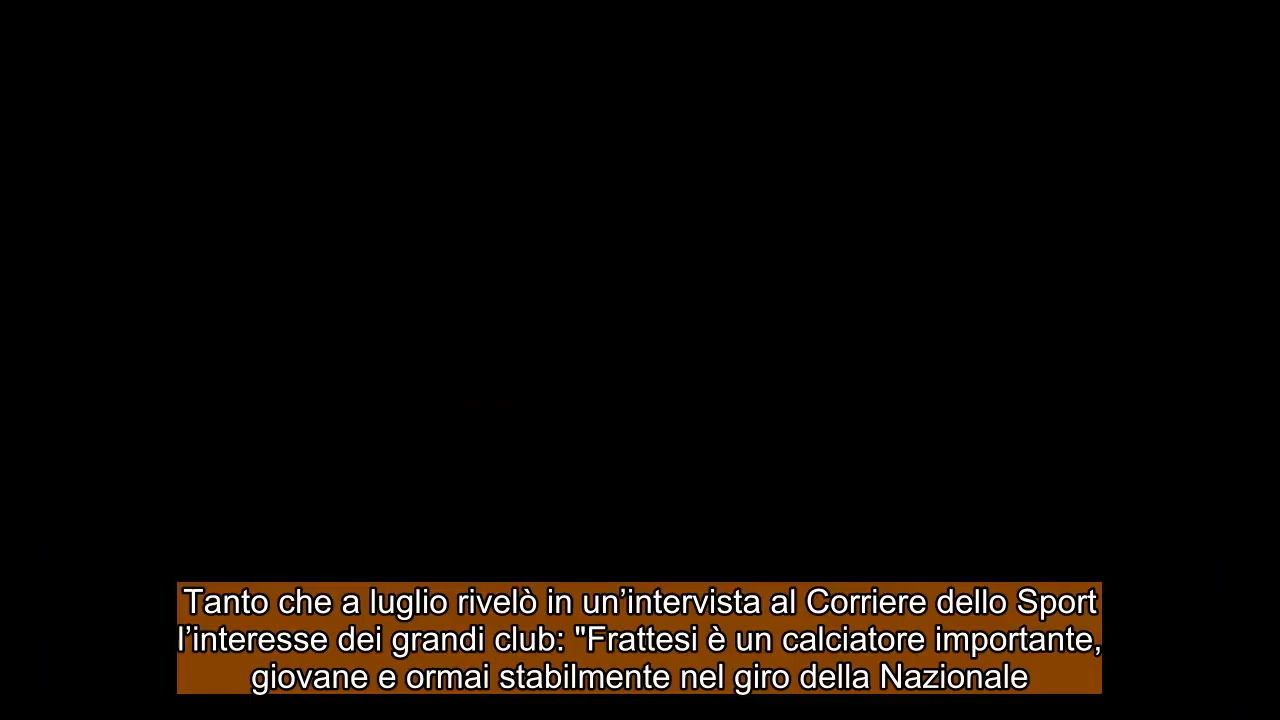 Tanto che a luglio rivelò in un’intervista al Corriere dello Sport
l’interesse dei grandi club: "Frattesi è un calciatore importante,
giovane e ormai stabilmente nel giro della Nazionale